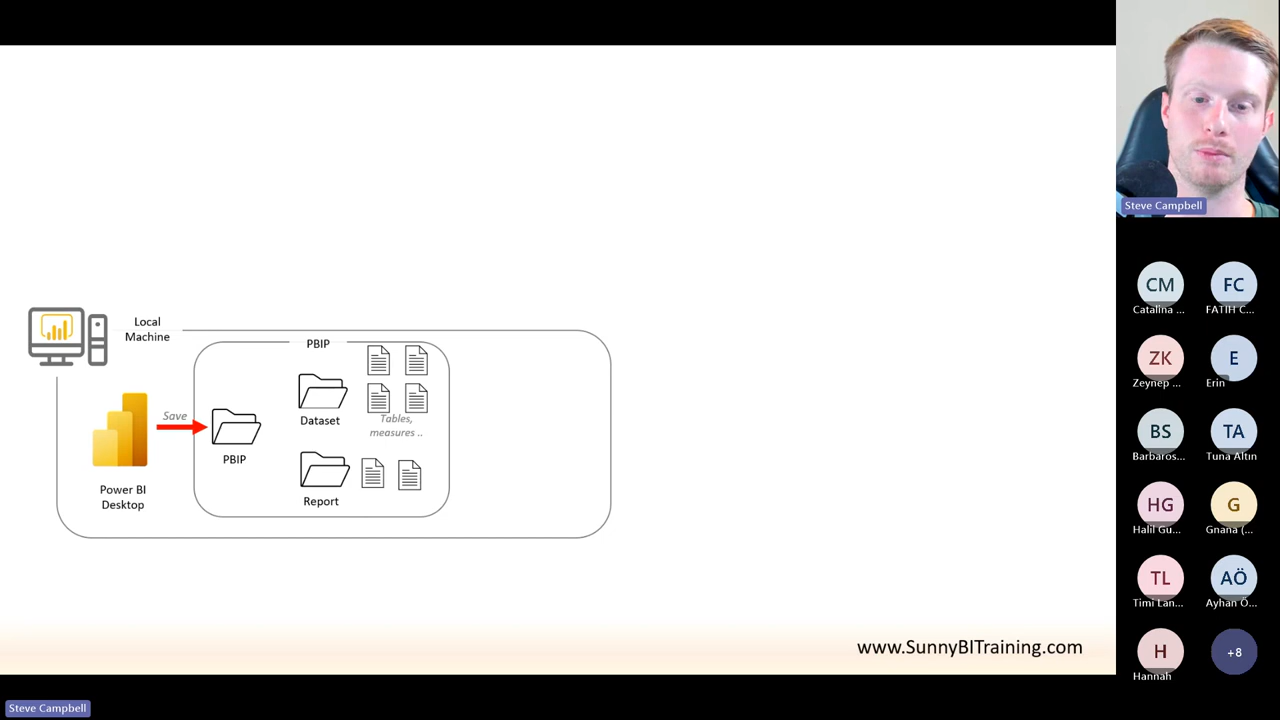 Local
Machine
PBIP
Save
Dataset
Tables,
measures ..
PBIP
Report
Power BI
Desktop
www.SunnyBITraining.com
Steve Campbell
CM
FC
Catalina ...
FATIH C...
ZK
E
Zeynep ...
Erin
BS
TA
Barbaros...
Tuna Altın
HG
G
Halil Gu...
Gnana (...
TL
AÖ
Timi Lan...
Ayhan Ö...
H
+8
Hannah
Steve Campbell